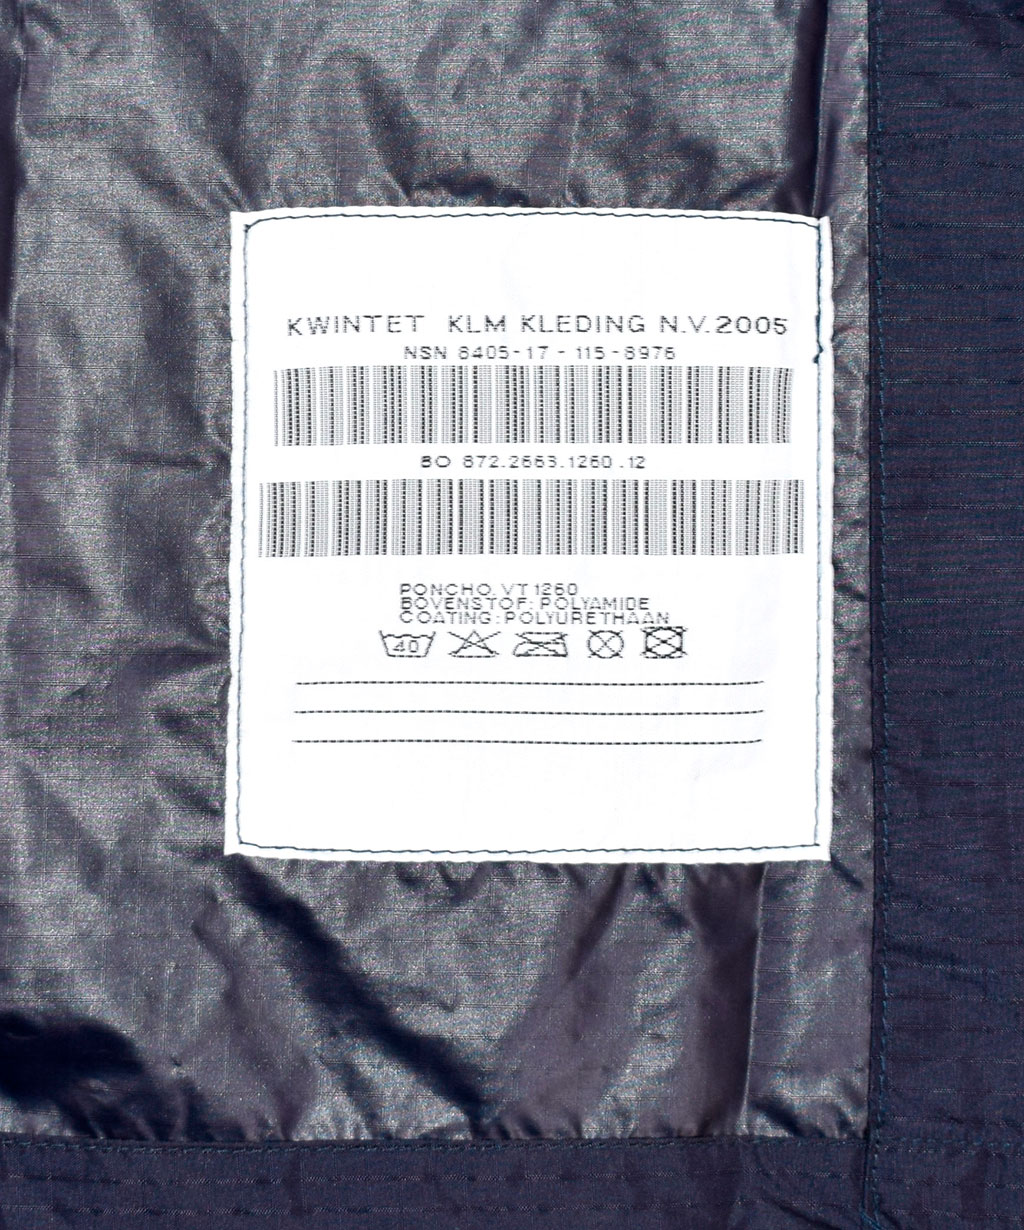 KWINTET KLM KLEDING N.V. 2005
NSN 8405-17-115-8976
BO 872.2663.1260.12
PONCHO, VT 1260
BOVENSTOF: POLYAMIDE
COATING: POLYURETHAAN
40